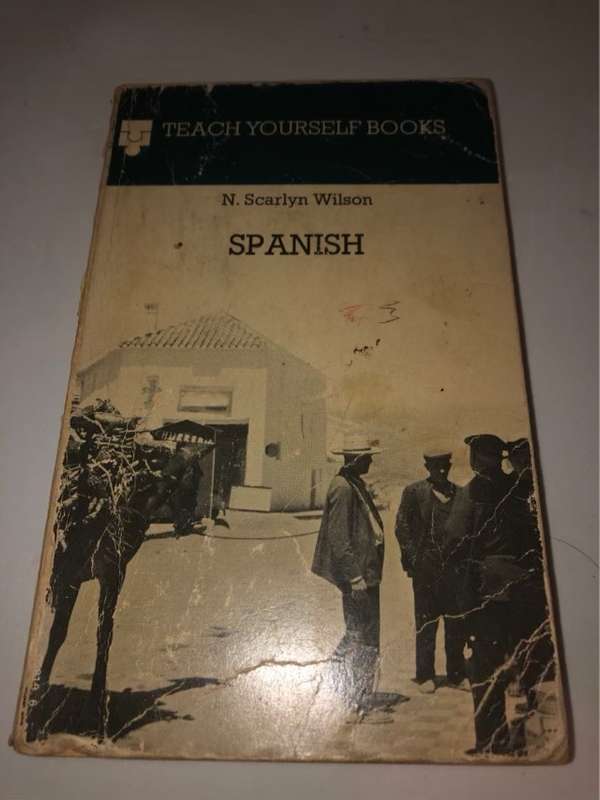 TEACH YOURSELF BOOKS
N. Scarlyn Wilson
SPANISH